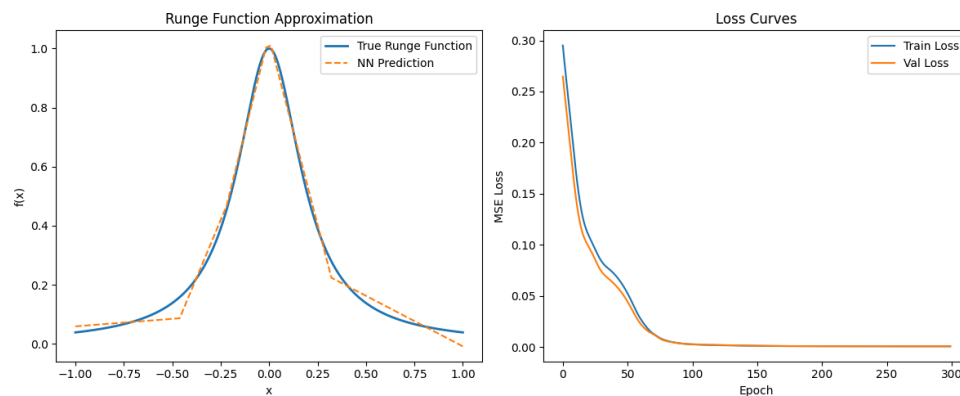 Runge Function Approximation
True Runge Function
NN Prediction
f(x)
1.0
0.8
0.6
0.4
0.2
0.0
−1.00 −0.75 −0.50 −0.25 0.00 0.25 0.50 0.75 1.00
x
Loss Curves
Train Loss
Val Loss
MSE Loss
0.30
0.25
0.20
0.15
0.10
0.05
0.00
0 50 100 150 200 250 300
Epoch